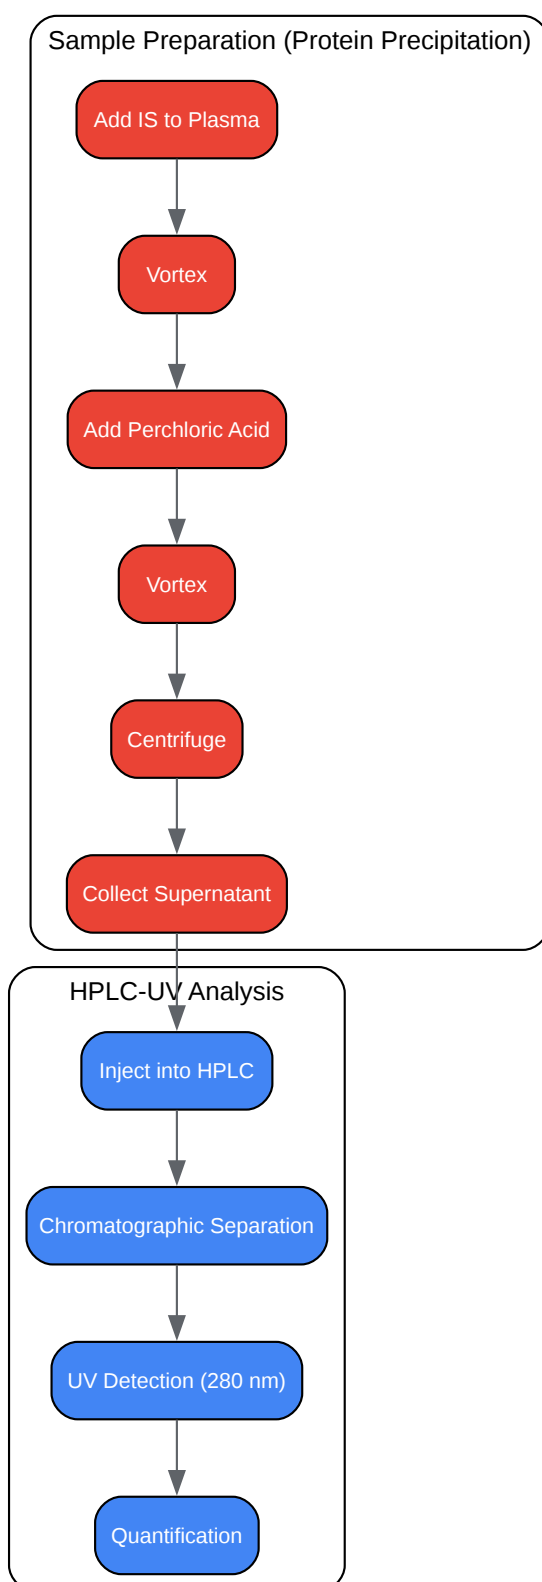 Sample Preparation (Protein Precipitation)
Add IS to Plasma
Vortex
Add Perchloric Acid
Vortex
Centrifuge
Collect Supernatant
HPLC-UV Analysis
Inject into HPLC
Chromatographic Separation
UV Detection (280 nm)
Quantification